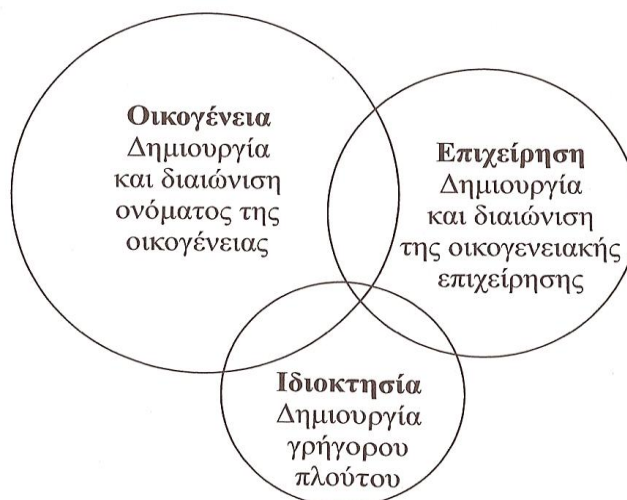 Οικογένεια
Δημιουργία
και διαιώνιση
ονόματος της
οικογένειας
Επιχείρηση
Δημιουργία
και διαιώνιση
της οικογενειακής
επιχείρησης
Ιδιοκτησία
Δημιουργία
γρήγορου
πλούτου